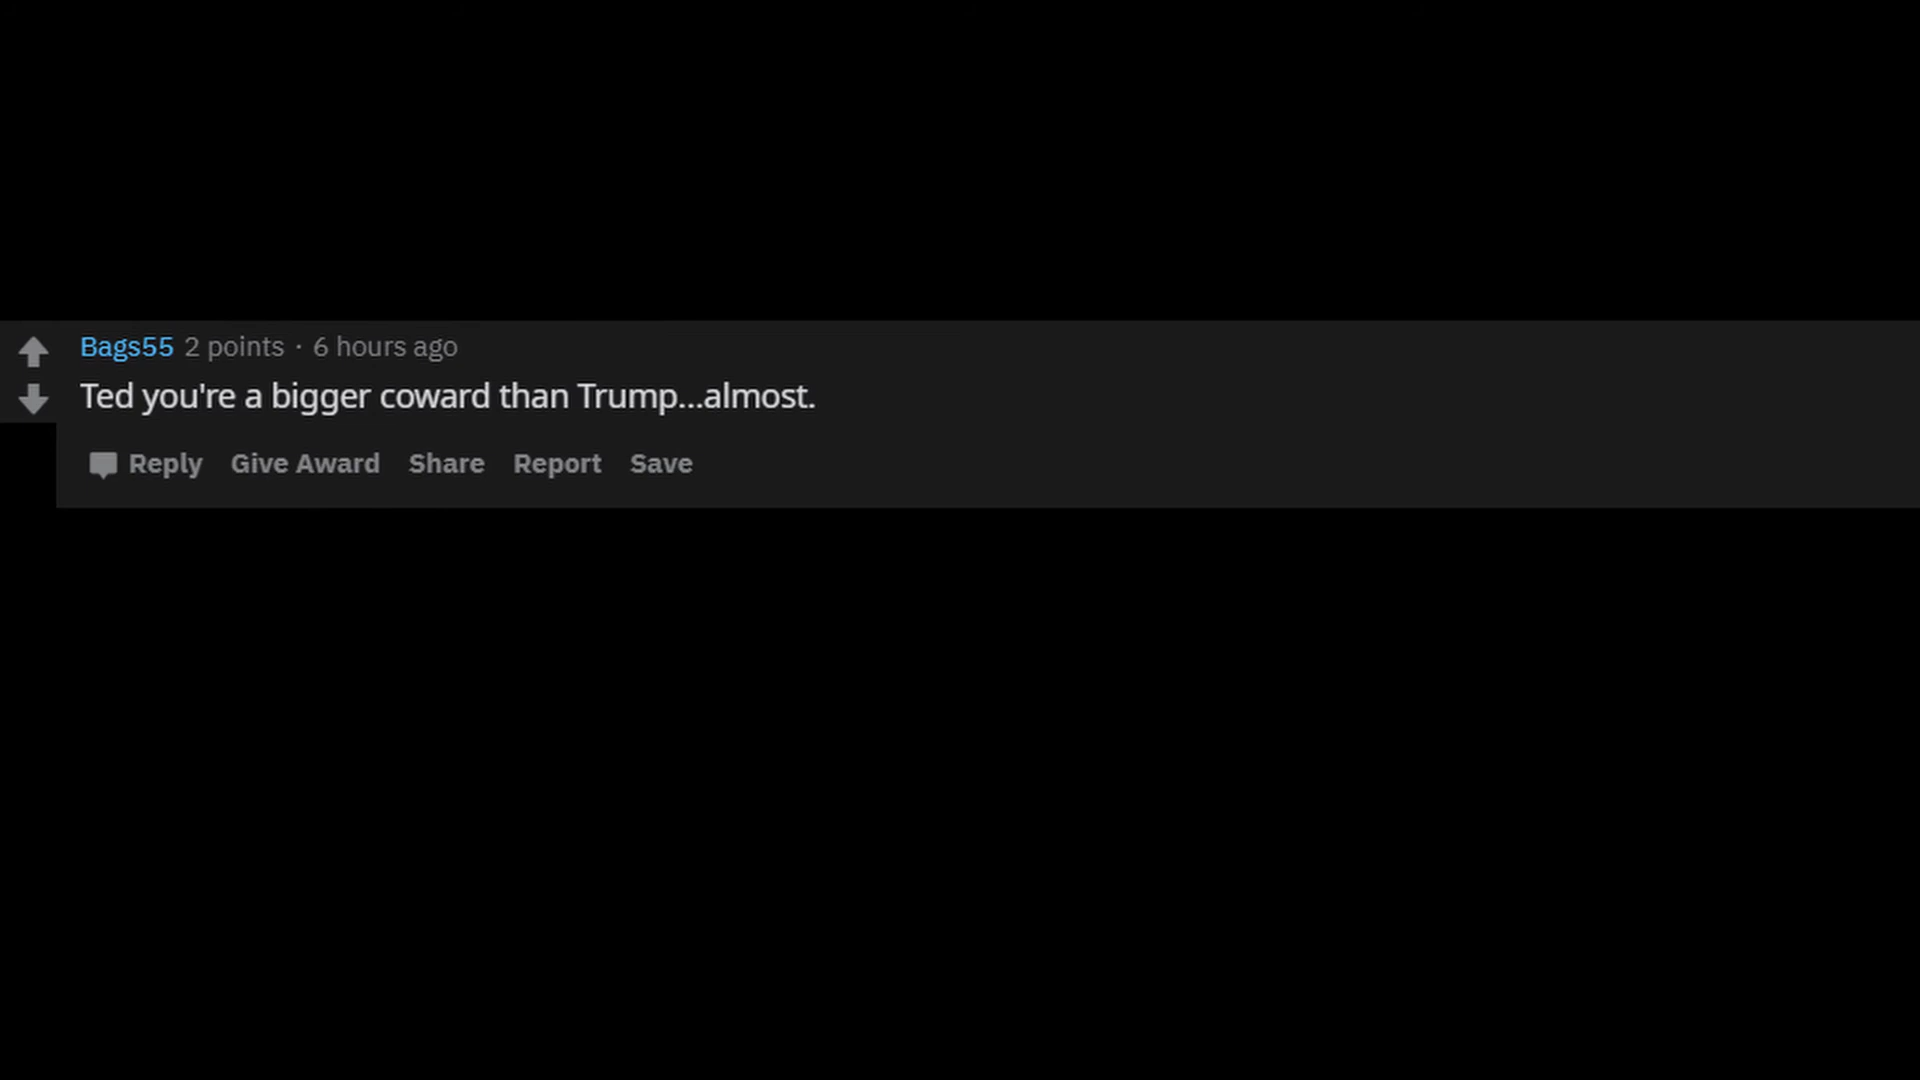 Bags55 2 points · 6 hours ago
Ted you're a bigger coward than Trump...almost.
Reply Give Award Share Report Save